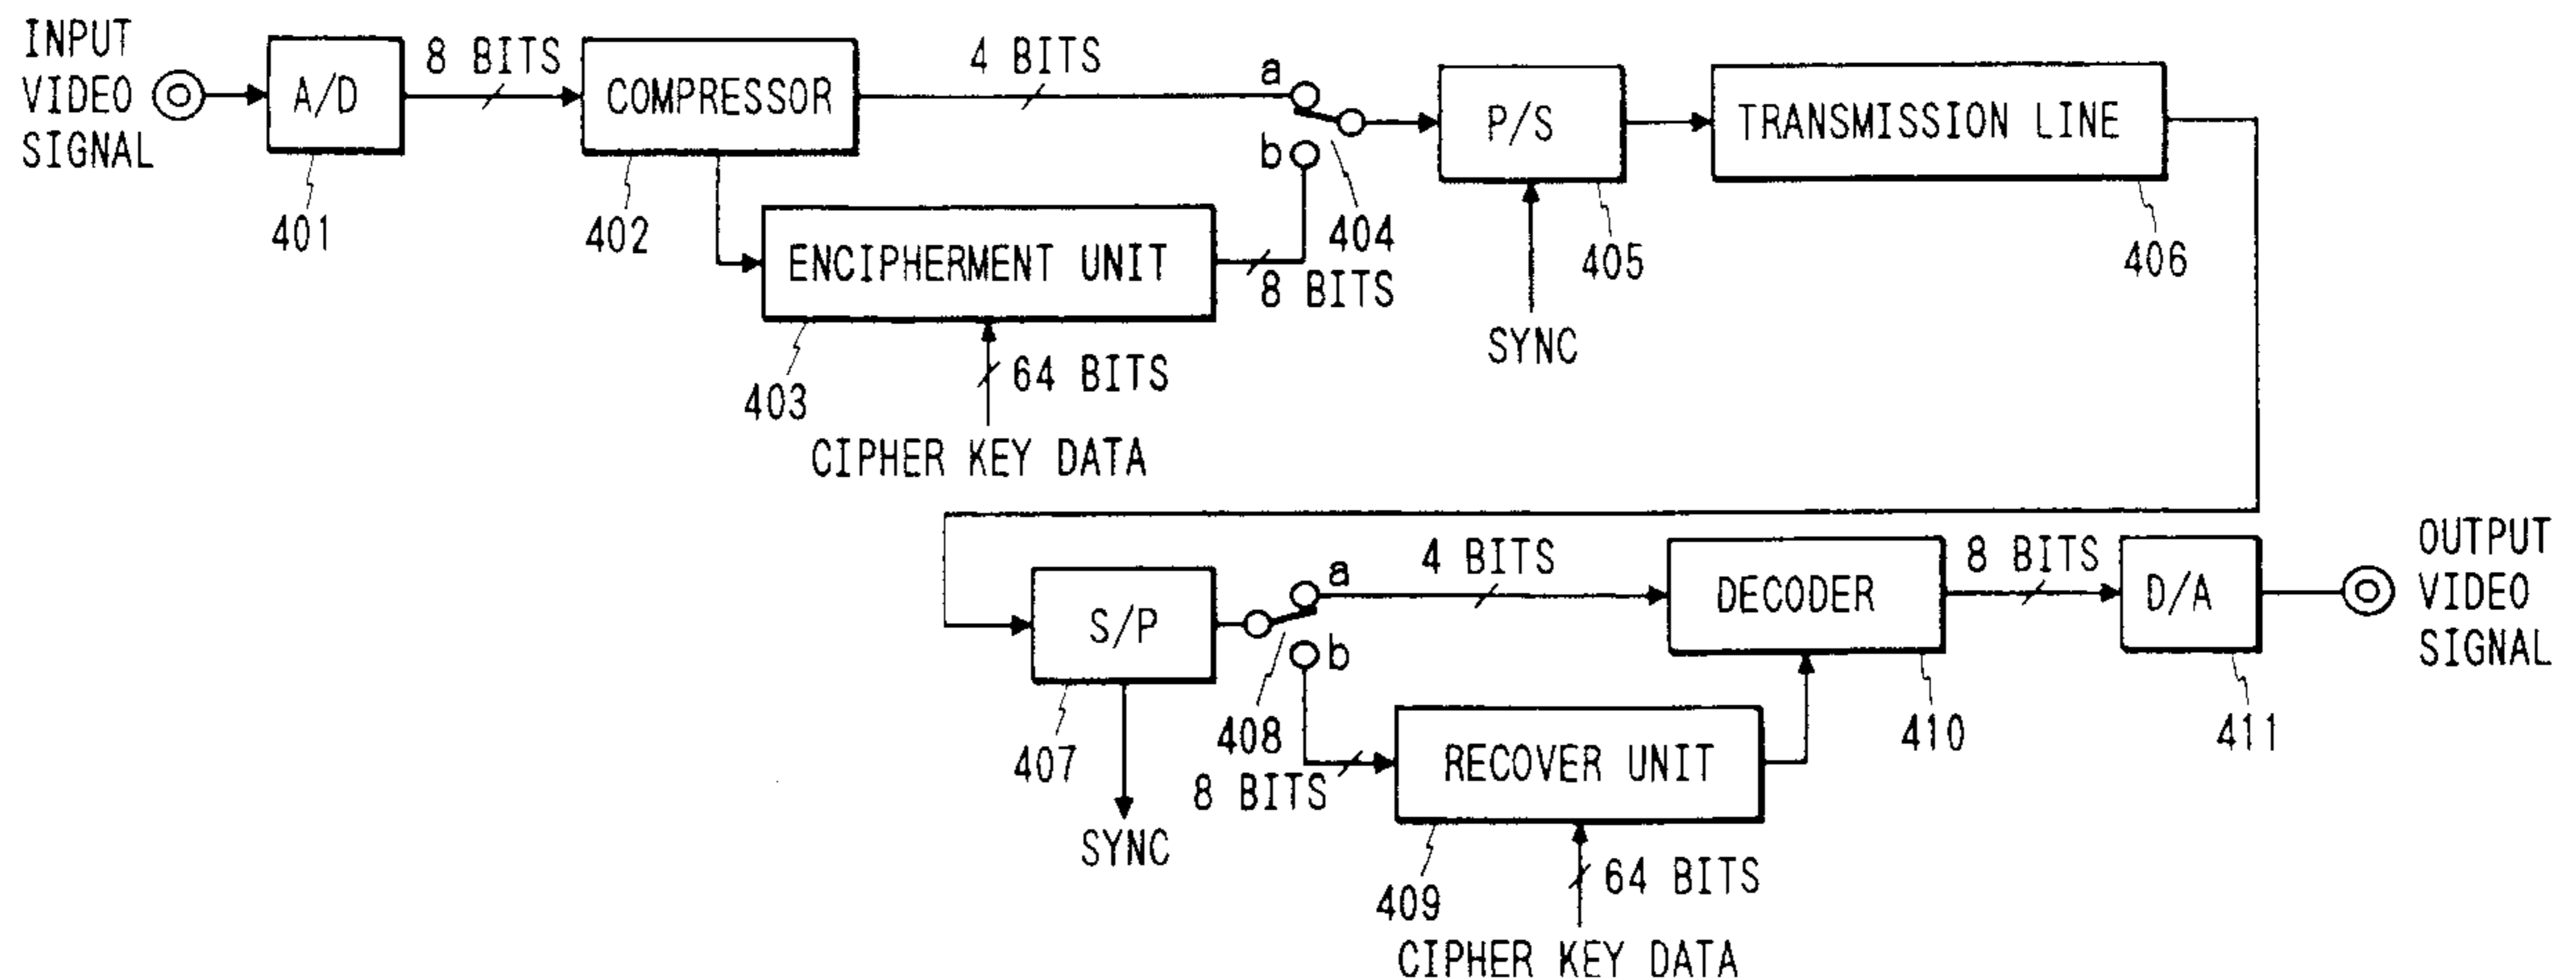 INPUT
VIDEO
SIGNAL
A/D
401
8 BITS
COMPRESSOR
402
4 BITS
a
b
404
ENCIPHERMENT UNIT
403
8 BITS
64 BITS
CIPHER KEY DATA
P/S
405
SYNC
TRANSMISSION LINE
406
S/P
407
SYNC
a
b
408
4 BITS
8 BITS
RECOVER UNIT
409
64 BITS
CIPHER KEY DATA
DECODER
410
8 BITS
D/A
411
OUTPUT
VIDEO
SIGNAL